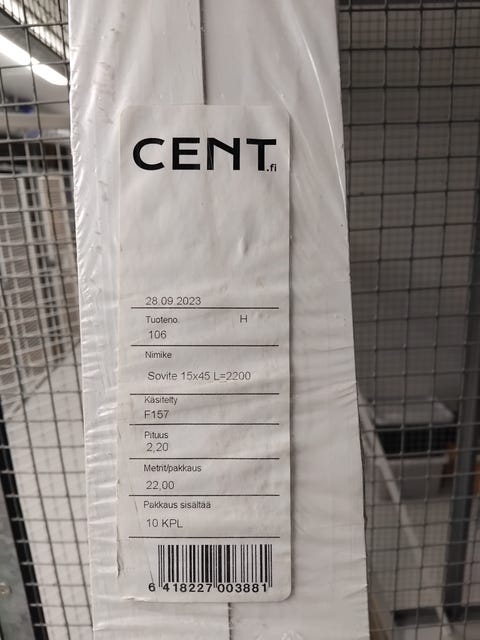 CENT.fi
28.09.2023
Tuoteno. H
106
Nimike
Sovite 15x45 L=2200
Käsitelty
F157
Pituus
2,20
Metrit/pakkaus
22,00
Pakkaus sisältää
10 KPL
6 418227 003881